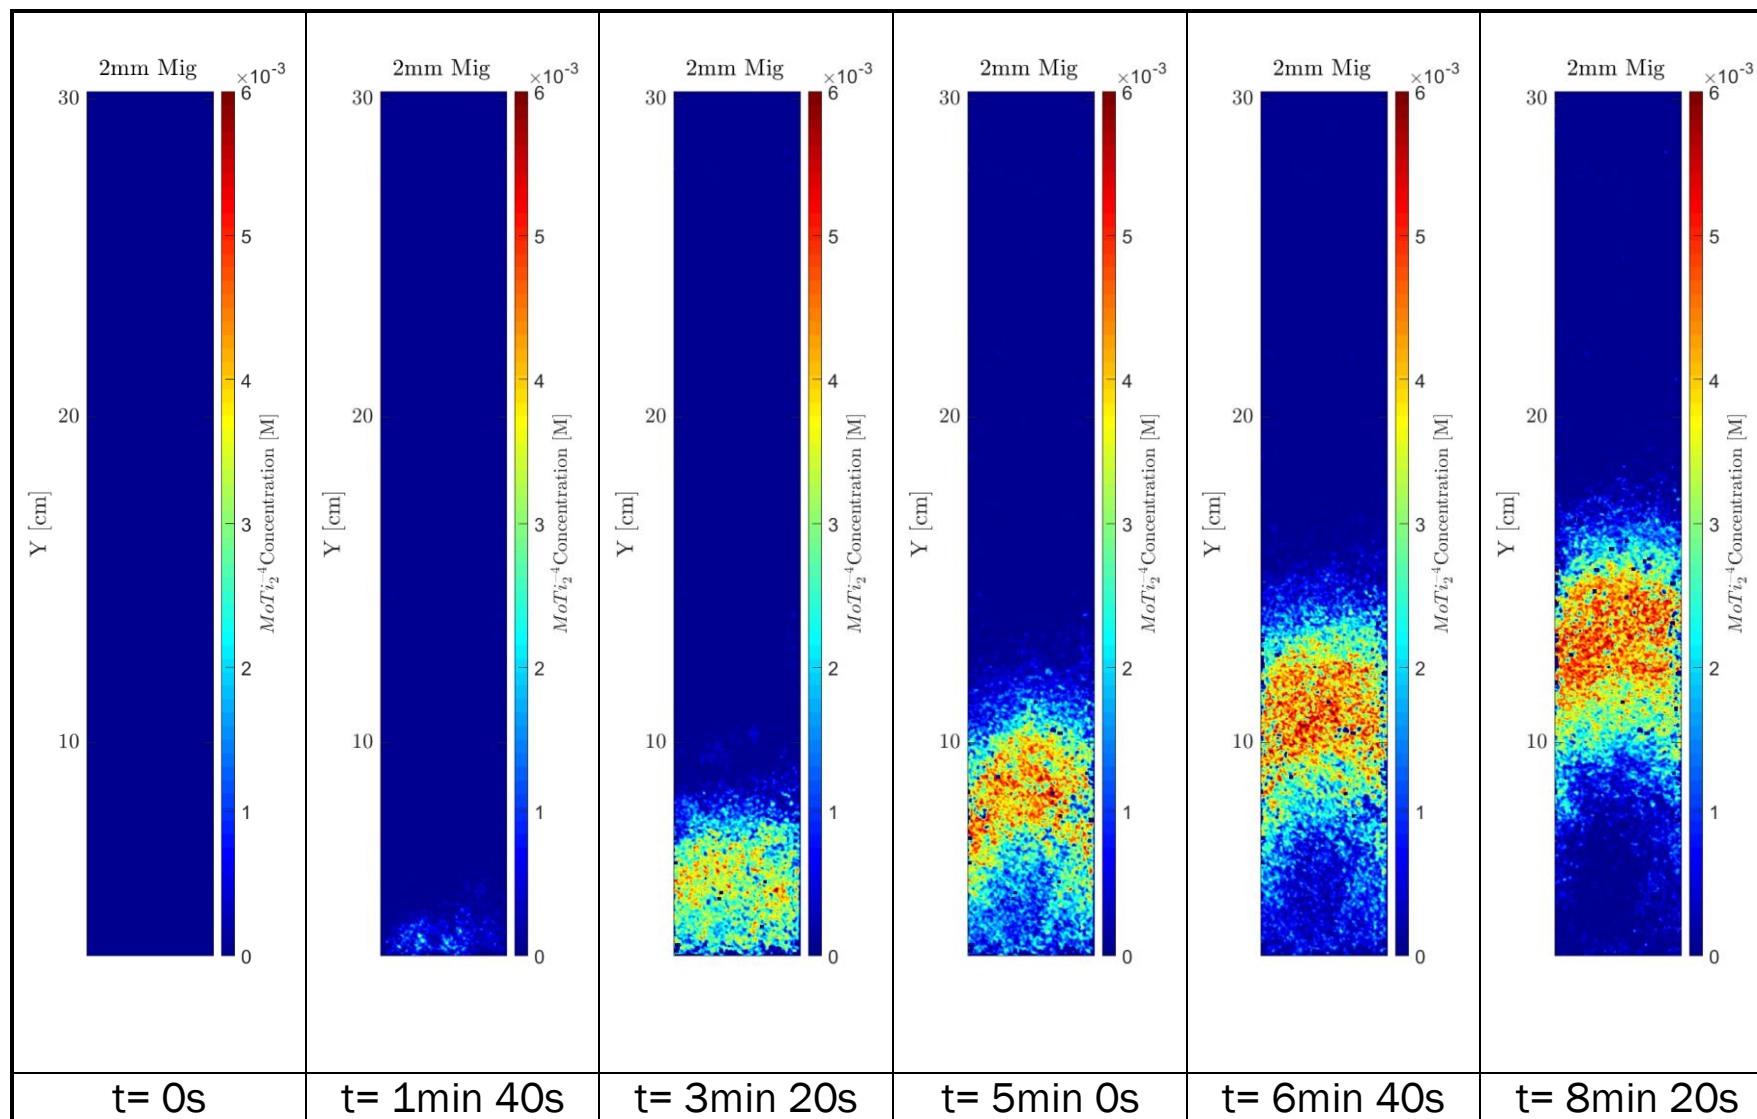 2mm Mig
×10-3
30
20
10
Y [cm]
6
5
4
3
2
1
0
MoTi2-4Concentration [M]
2mm Mig
×10-3
30
20
10
Y [cm]
6
5
4
3
2
1
0
MoTi2-4Concentration [M]
2mm Mig
×10-3
30
20
10
Y [cm]
6
5
4
3
2
1
0
MoTi2-4Concentration [M]
2mm Mig
×10-3
30
20
10
Y [cm]
6
5
4
3
2
1
0
MoTi2-4Concentration [M]
2mm Mig
×10-3
30
20
10
Y [cm]
6
5
4
3
2
1
0
MoTi2-4Concentration [M]
2mm Mig
×10-3
30
20
10
Y [cm]
6
5
4
3
2
1
0
MoTi2-4Concentration [M]
t= 0s
t= 1min 40s
t= 3min 20s
t= 5min 0s
t= 6min 40s
t= 8min 20s